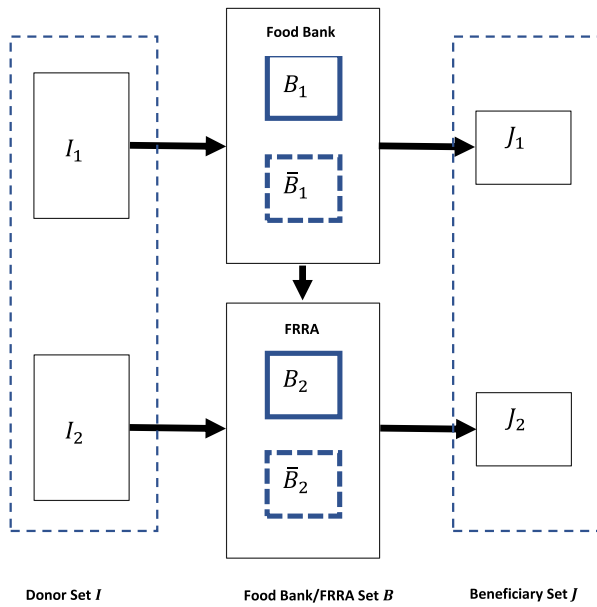 Food Bank
B₁
I₁
J₁
B̄₁
FRRA
B₂
I₂
J₂
B̄₂
Donor Set I
Food Bank/FRRA Set B
Beneficiary Set J